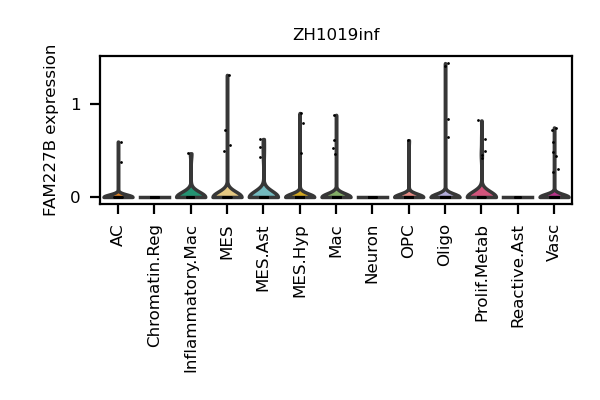 ZH1019inf
FAM227B expression
1
0
AC
Chromatin.Reg
Inflammatory.Mac
MES
MES.Ast
MES.Hyp
Mac
Neuron
OPC
Oligo
Prolif.Metab
Reactive.Ast
Vasc